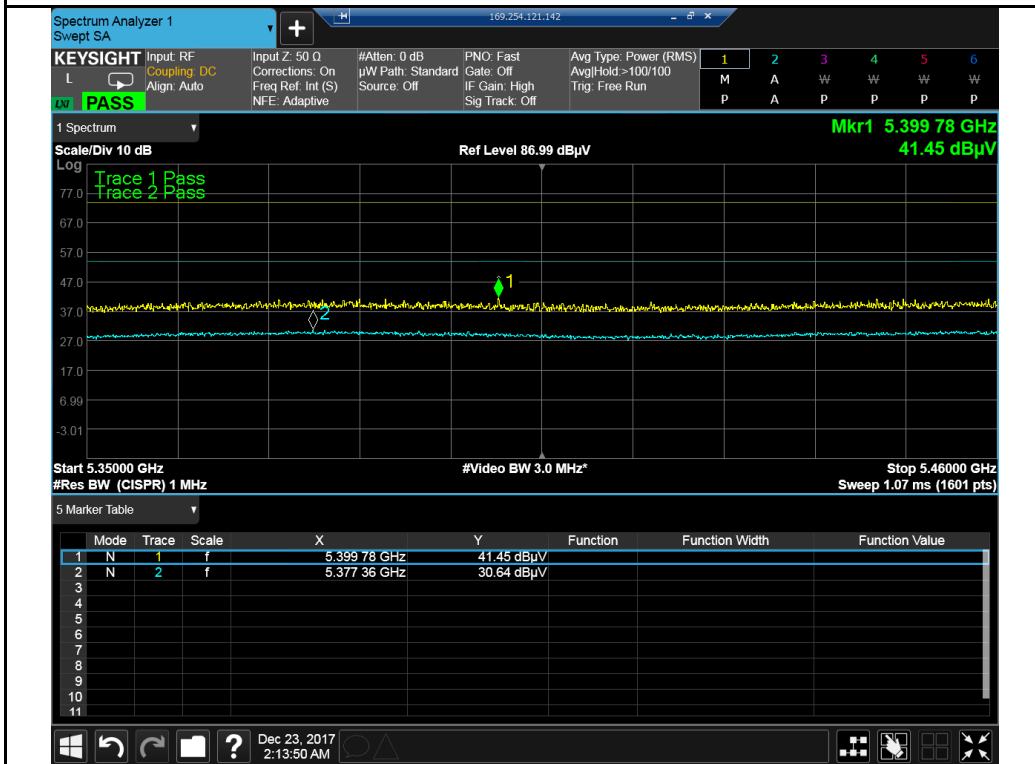 Spectrum Analyzer 1
Swept SA
+
169.254.121.142
KEYSIGHT
L
LXI PASS
Input: RF
Coupling: DC
Align: Auto
Input Z: 50 Ω
Corrections: On
Freq Ref: Int (S)
NFE: Adaptive
#Atten: 0 dB
µW Path: Standard
Source: Off
PNO: Fast
Gate: Off
IF Gain: High
Sig Track: Off
Avg Type: Power (RMS)
Avg|Hold:>100/100
Trig: Free Run
1 2 3 4 5 6
M A W W W W
P A P P P P
1 Spectrum
Mkr1 5.399 78 GHz
41.45 dBµV
Scale/Div 10 dB
Ref Level 86.99 dBµV
Log
Trace 1 Pass
Trace 2 Pass
77.0
67.0
57.0
47.0
37.0
27.0
17.0
6.99
-3.01
1
2
Start 5.35000 GHz
#Video BW 3.0 MHz*
Stop 5.46000 GHz
#Res BW (CISPR) 1 MHz
Sweep 1.07 ms (1601 pts)
5 Marker Table
Mode Trace Scale X Y Function Function Width Function Value
1 N 1 f 5.399 78 GHz 41.45 dBµV
2 N 2 f 5.377 36 GHz 30.64 dBµV
3
4
5
6
7
8
9
10
11
?
Dec 23, 2017
2:13:50 AM